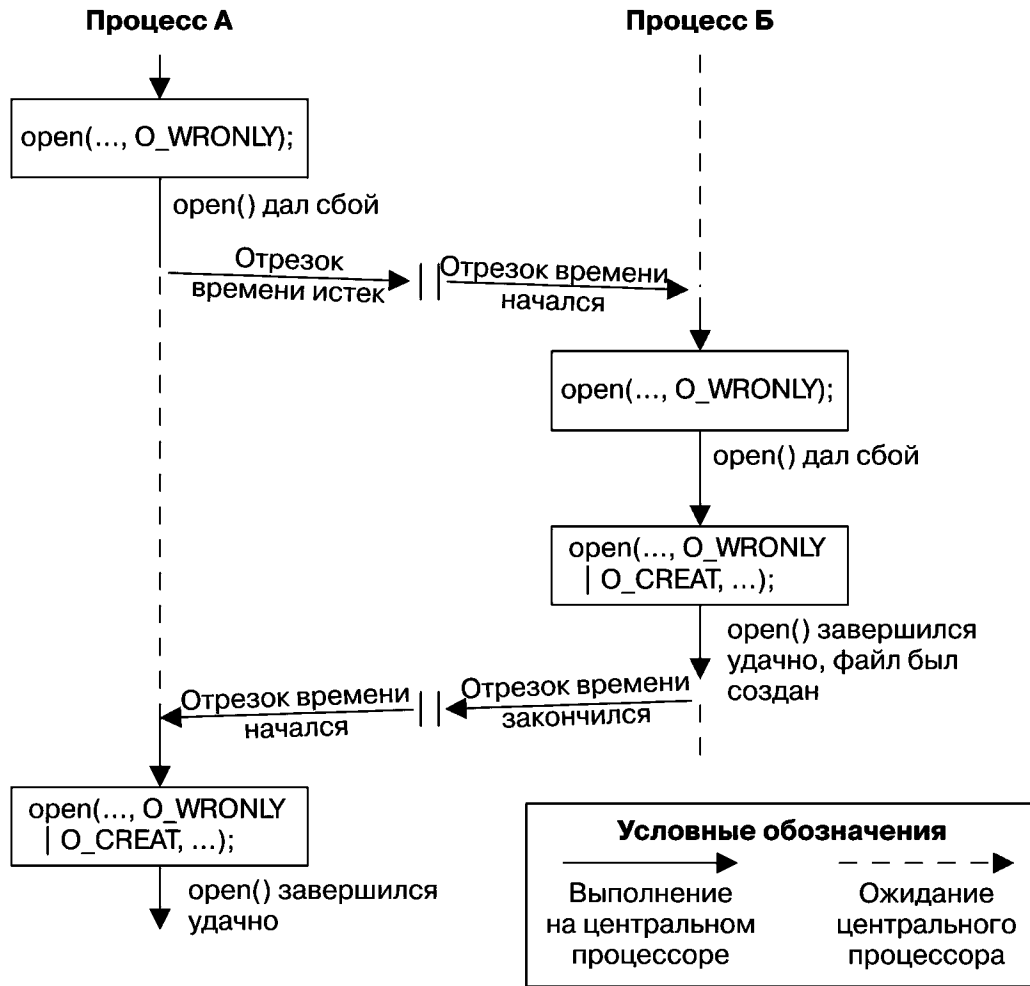 Процесс А
Процесс Б
open(..., O_WRONLY);
open() дал сбой
Отрезок
времени истек
Отрезок времени
начался
open(..., O_WRONLY);
open() дал сбой
open(..., O_WRONLY
| O_CREAT, ...);
open() завершился
удачно, файл был
создан
Отрезок времени
закончился
Отрезок времени
начался
open(..., O_WRONLY
| O_CREAT, ...);
open() завершился
удачно
Условные обозначения
Выполнение
на центральном
процессоре
Ожидание
центрального
процессора